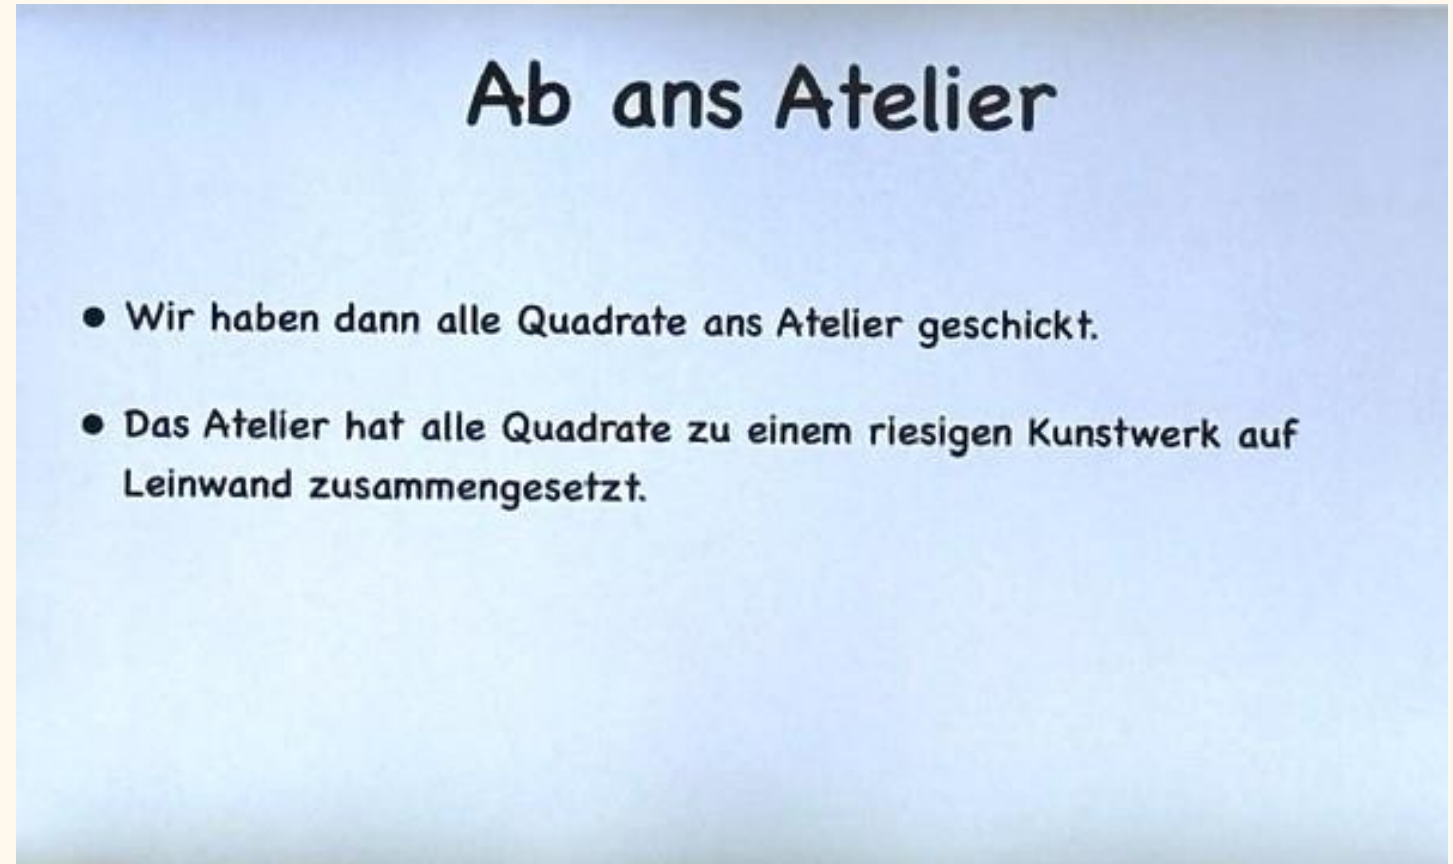 Ab ans Atelier
● Wir haben dann alle Quadrate ans Atelier geschickt.
● Das Atelier hat alle Quadrate zu einem riesigen Kunstwerk auf
Leinwand zusammengesetzt.